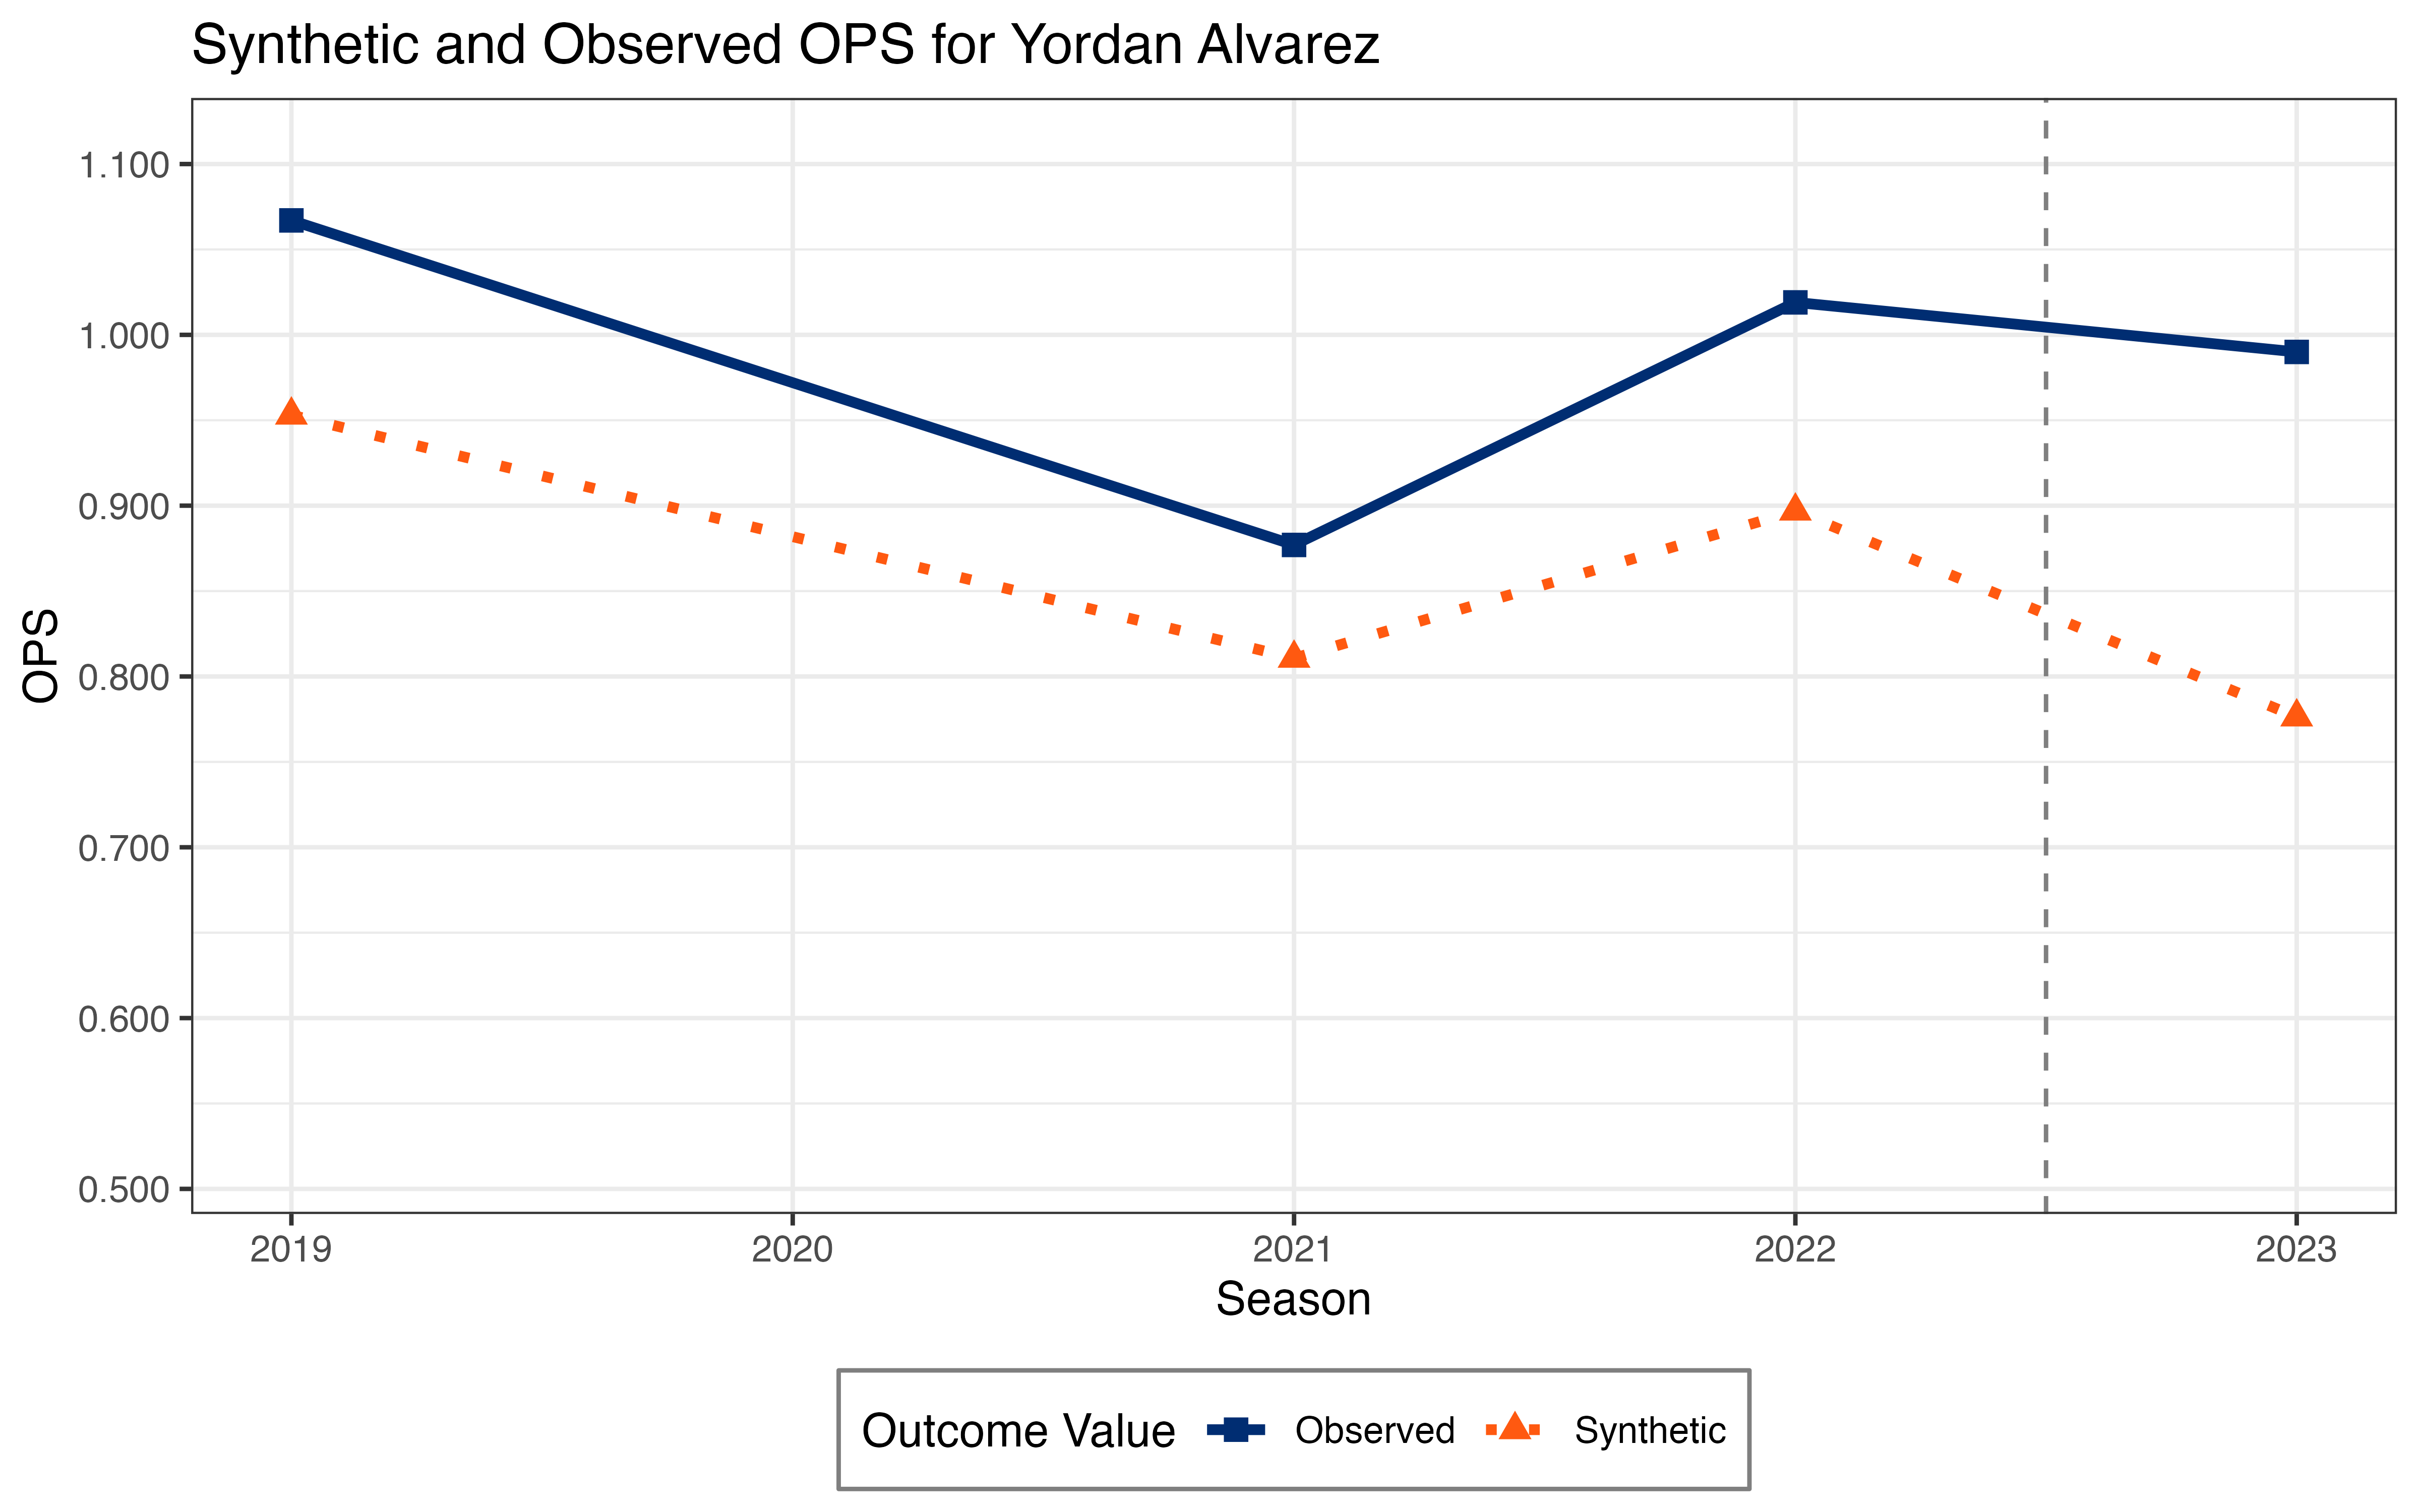 Synthetic and Observed OPS for Yordan Alvarez
1.100
1.000
0.900
0.800
0.700
0.600
0.500
OPS
2019 2020 2021 2022 2023
Season
Outcome Value Observed Synthetic